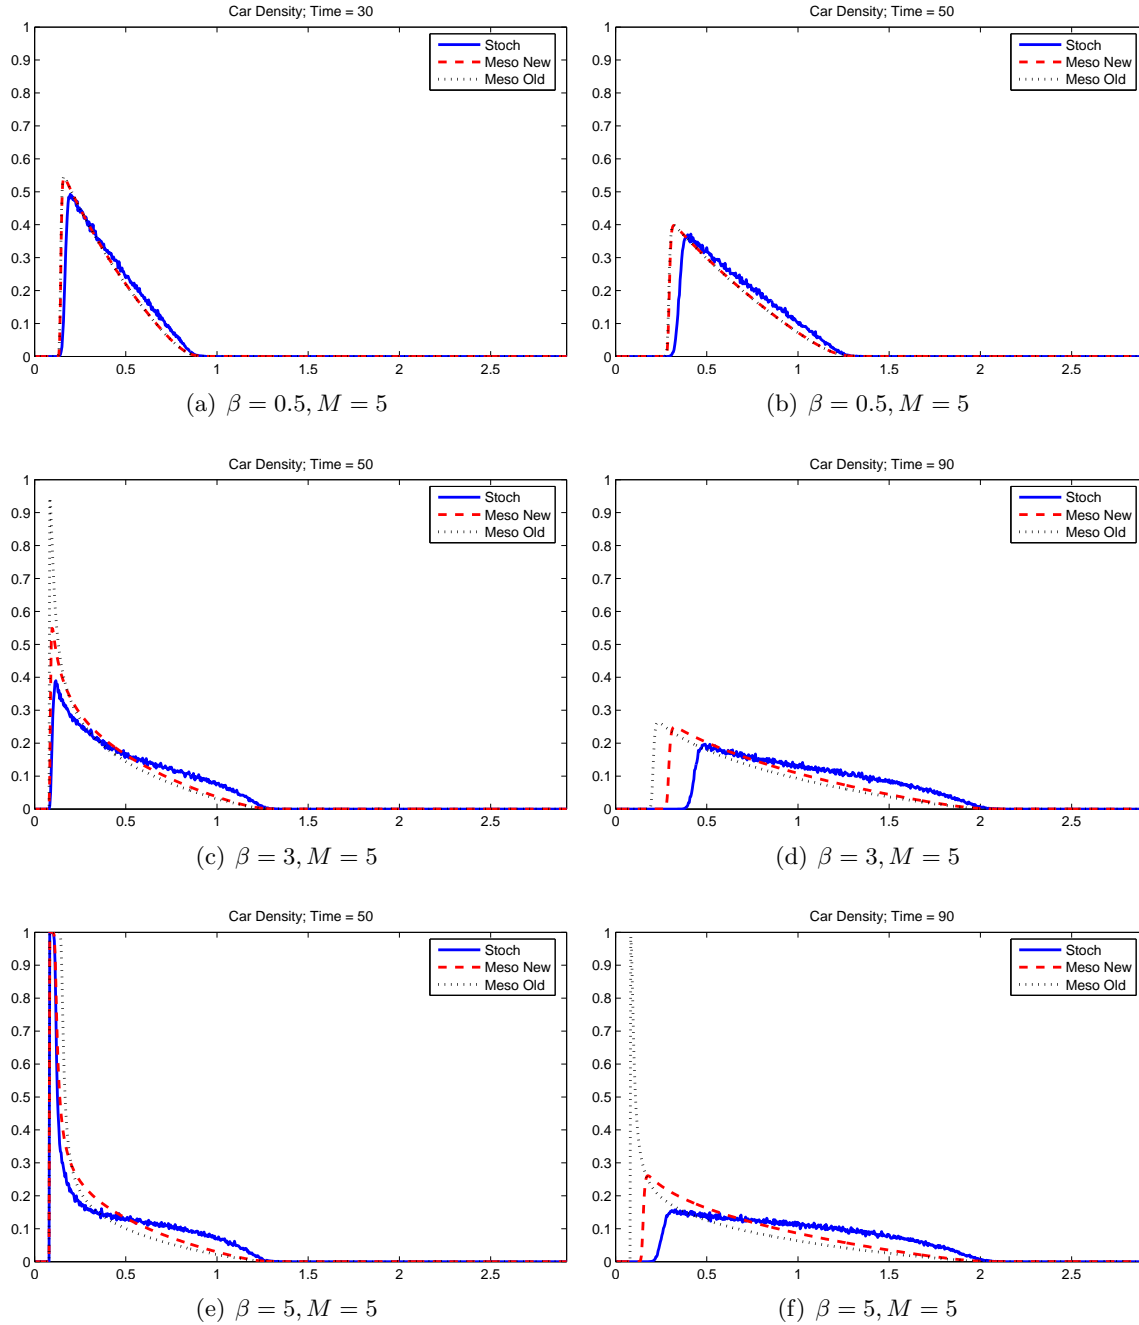 Car Density; Time = 30
1
0.9
0.8
0.7
0.6
0.5
0.4
0.3
0.2
0.1
0
0 0.5 1 1.5 2 2.5
Stoch
Meso New
Meso Old
(a) β = 0.5, M = 5
Car Density; Time = 50
1
0.9
0.8
0.7
0.6
0.5
0.4
0.3
0.2
0.1
0
0 0.5 1 1.5 2 2.5
Stoch
Meso New
Meso Old
(b) β = 0.5, M = 5
Car Density; Time = 50
1
0.9
0.8
0.7
0.6
0.5
0.4
0.3
0.2
0.1
0
0 0.5 1 1.5 2 2.5
Stoch
Meso New
Meso Old
(c) β = 3, M = 5
Car Density; Time = 90
1
0.9
0.8
0.7
0.6
0.5
0.4
0.3
0.2
0.1
0
0 0.5 1 1.5 2 2.5
Stoch
Meso New
Meso Old
(d) β = 3, M = 5
Car Density; Time = 50
1
0.9
0.8
0.7
0.6
0.5
0.4
0.3
0.2
0.1
0
0 0.5 1 1.5 2 2.5
Stoch
Meso New
Meso Old
(e) β = 5, M = 5
Car Density; Time = 90
1
0.9
0.8
0.7
0.6
0.5
0.4
0.3
0.2
0.1
0
0 0.5 1 1.5 2 2.5
Stoch
Meso New
Meso Old
(f) β = 5, M = 5